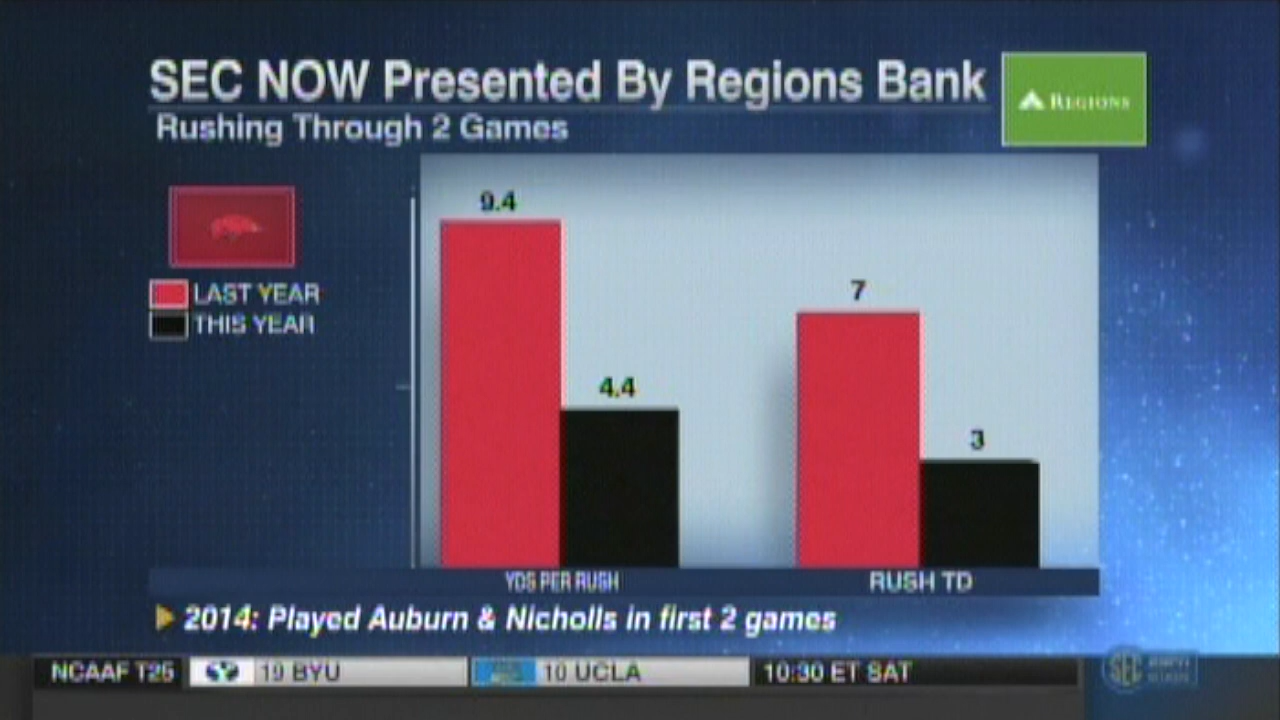 SEC NOW Presented By Regions Bank
REGIONS
Rushing Through 2 Games
LAST YEAR
THIS YEAR
9.4
4.4
7
3
YDS PER RUSH
RUSH TD
2014: Played Auburn & Nicholls in first 2 games
NCAAF T25 19 BYU 10 UCLA 10:30 ET SAT
SEC